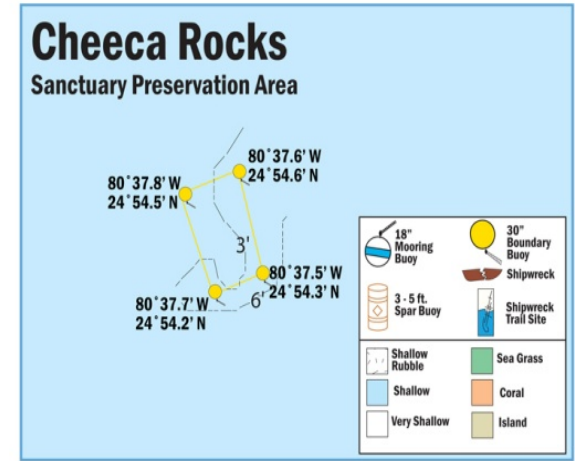 Cheeca Rocks
Sanctuary Preservation Area
80°37.6' W
24°54.6' N
80°37.8' W
24°54.5' N
3'
80°37.5' W
24°54.3' N
6'
80°37.7' W
24°54.2' N
18"
Mooring
Buoy
30"
Boundary
Buoy
Shipwreck
3 - 5 ft.
Spar Buoy
Shipwreck
Trail Site
Shallow
Rubble
Sea Grass
Shallow
Coral
Very Shallow
Island